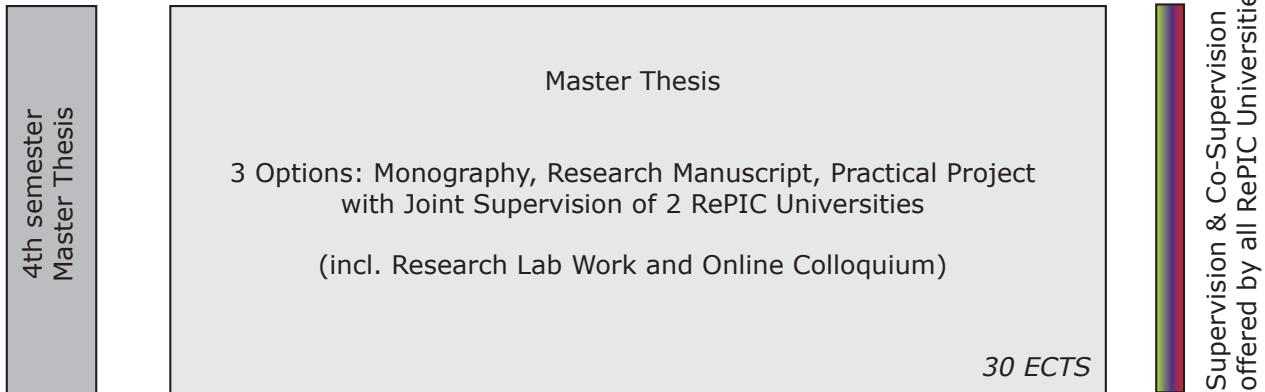 4th semester
Master Thesis
Master Thesis
3 Options: Monography, Research Manuscript, Practical Project
with Joint Supervision of 2 RePIC Universities
(incl. Research Lab Work and Online Colloquium)
30 ECTS
Supervision & Co-Supervision
offered by all RePIC